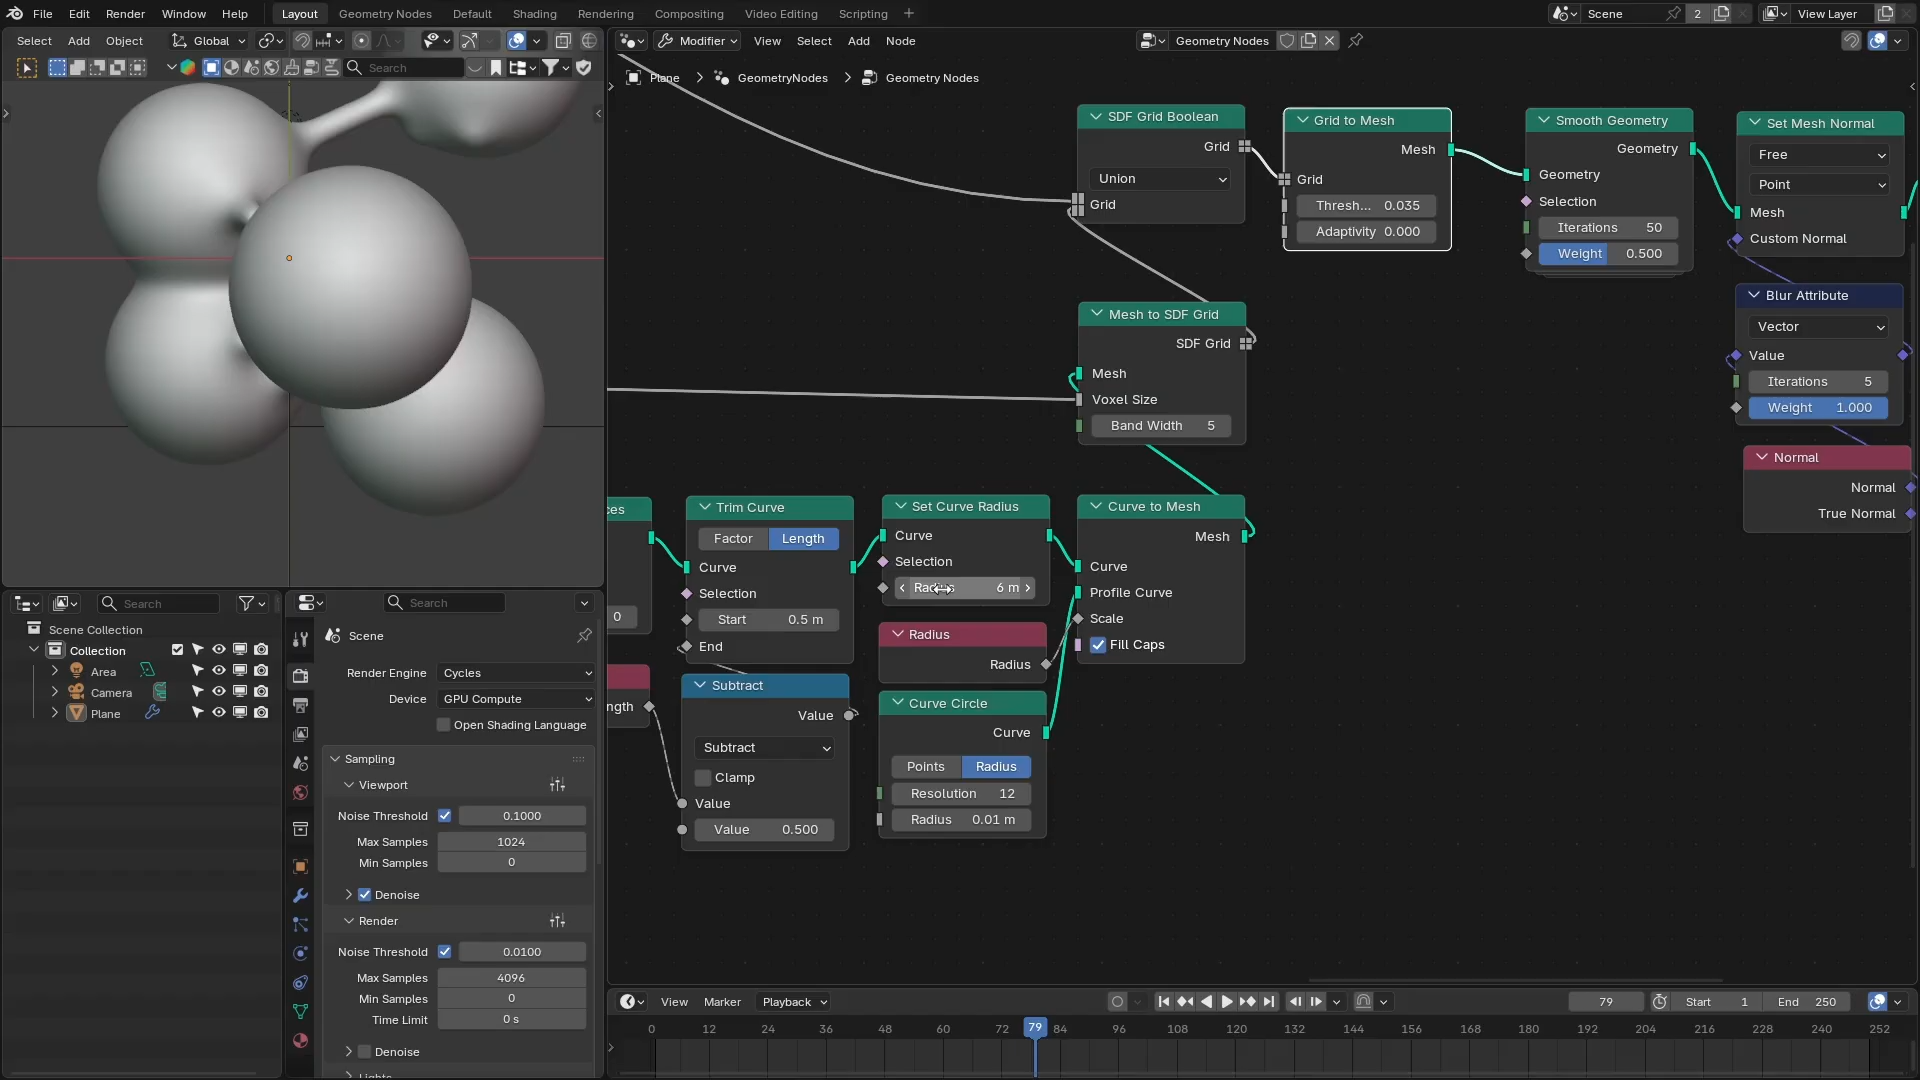 File Edit Render Window Help Layout Geometry Nodes Default Shading Rendering Compositing Video Editing Scripting + Scene 2 View Layer
Select Add Object Global Modifier View Select Add Node Geometry Nodes
Search
Plane > GeometryNodes > Geometry Nodes
SDF Grid Boolean
Grid
Union
Grid
Grid to Mesh
Mesh
Grid
Thresh... 0.035
Adaptivity 0.000
Smooth Geometry
Geometry
Geometry
Selection
Iterations 50
Weight 0.500
Set Mesh Normal
Free
Point
Mesh
Custom Normal
Blur Attribute
Vector
Value
Iterations 5
Weight 1.000
Normal
Normal
True Normal
Mesh to SDF Grid
SDF Grid
Mesh
Voxel Size
Band Width 5
ces
0
ngth
Trim Curve
Factor Length
Curve
Selection
Start 0.5 m
End
Subtract
Value
Subtract
Clamp
Value
Value 0.500
Set Curve Radius
Curve
Selection
6 m
Radius
Radius
Curve Circle
Curve
Points Radius
Resolution 12
Radius 0.01 m
Curve to Mesh
Mesh
Curve
Profile Curve
Scale
Fill Caps
Search
Scene Collection
Collection
Area
Camera
Plane
Search
Scene
Render Engine Cycles
Device GPU Compute
Open Shading Language
Sampling
Viewport
Noise Threshold 0.1000
Max Samples 1024
Min Samples 0
Denoise
Render
Noise Threshold 0.0100
Max Samples 4096
Min Samples 0
Time Limit 0 s
Denoise
Lights
View Marker Playback 79 Start 1 End 250
0 12 24 36 48 60 72 79 84 96 108 120 132 144 156 168 180 192 204 216 228 240 252